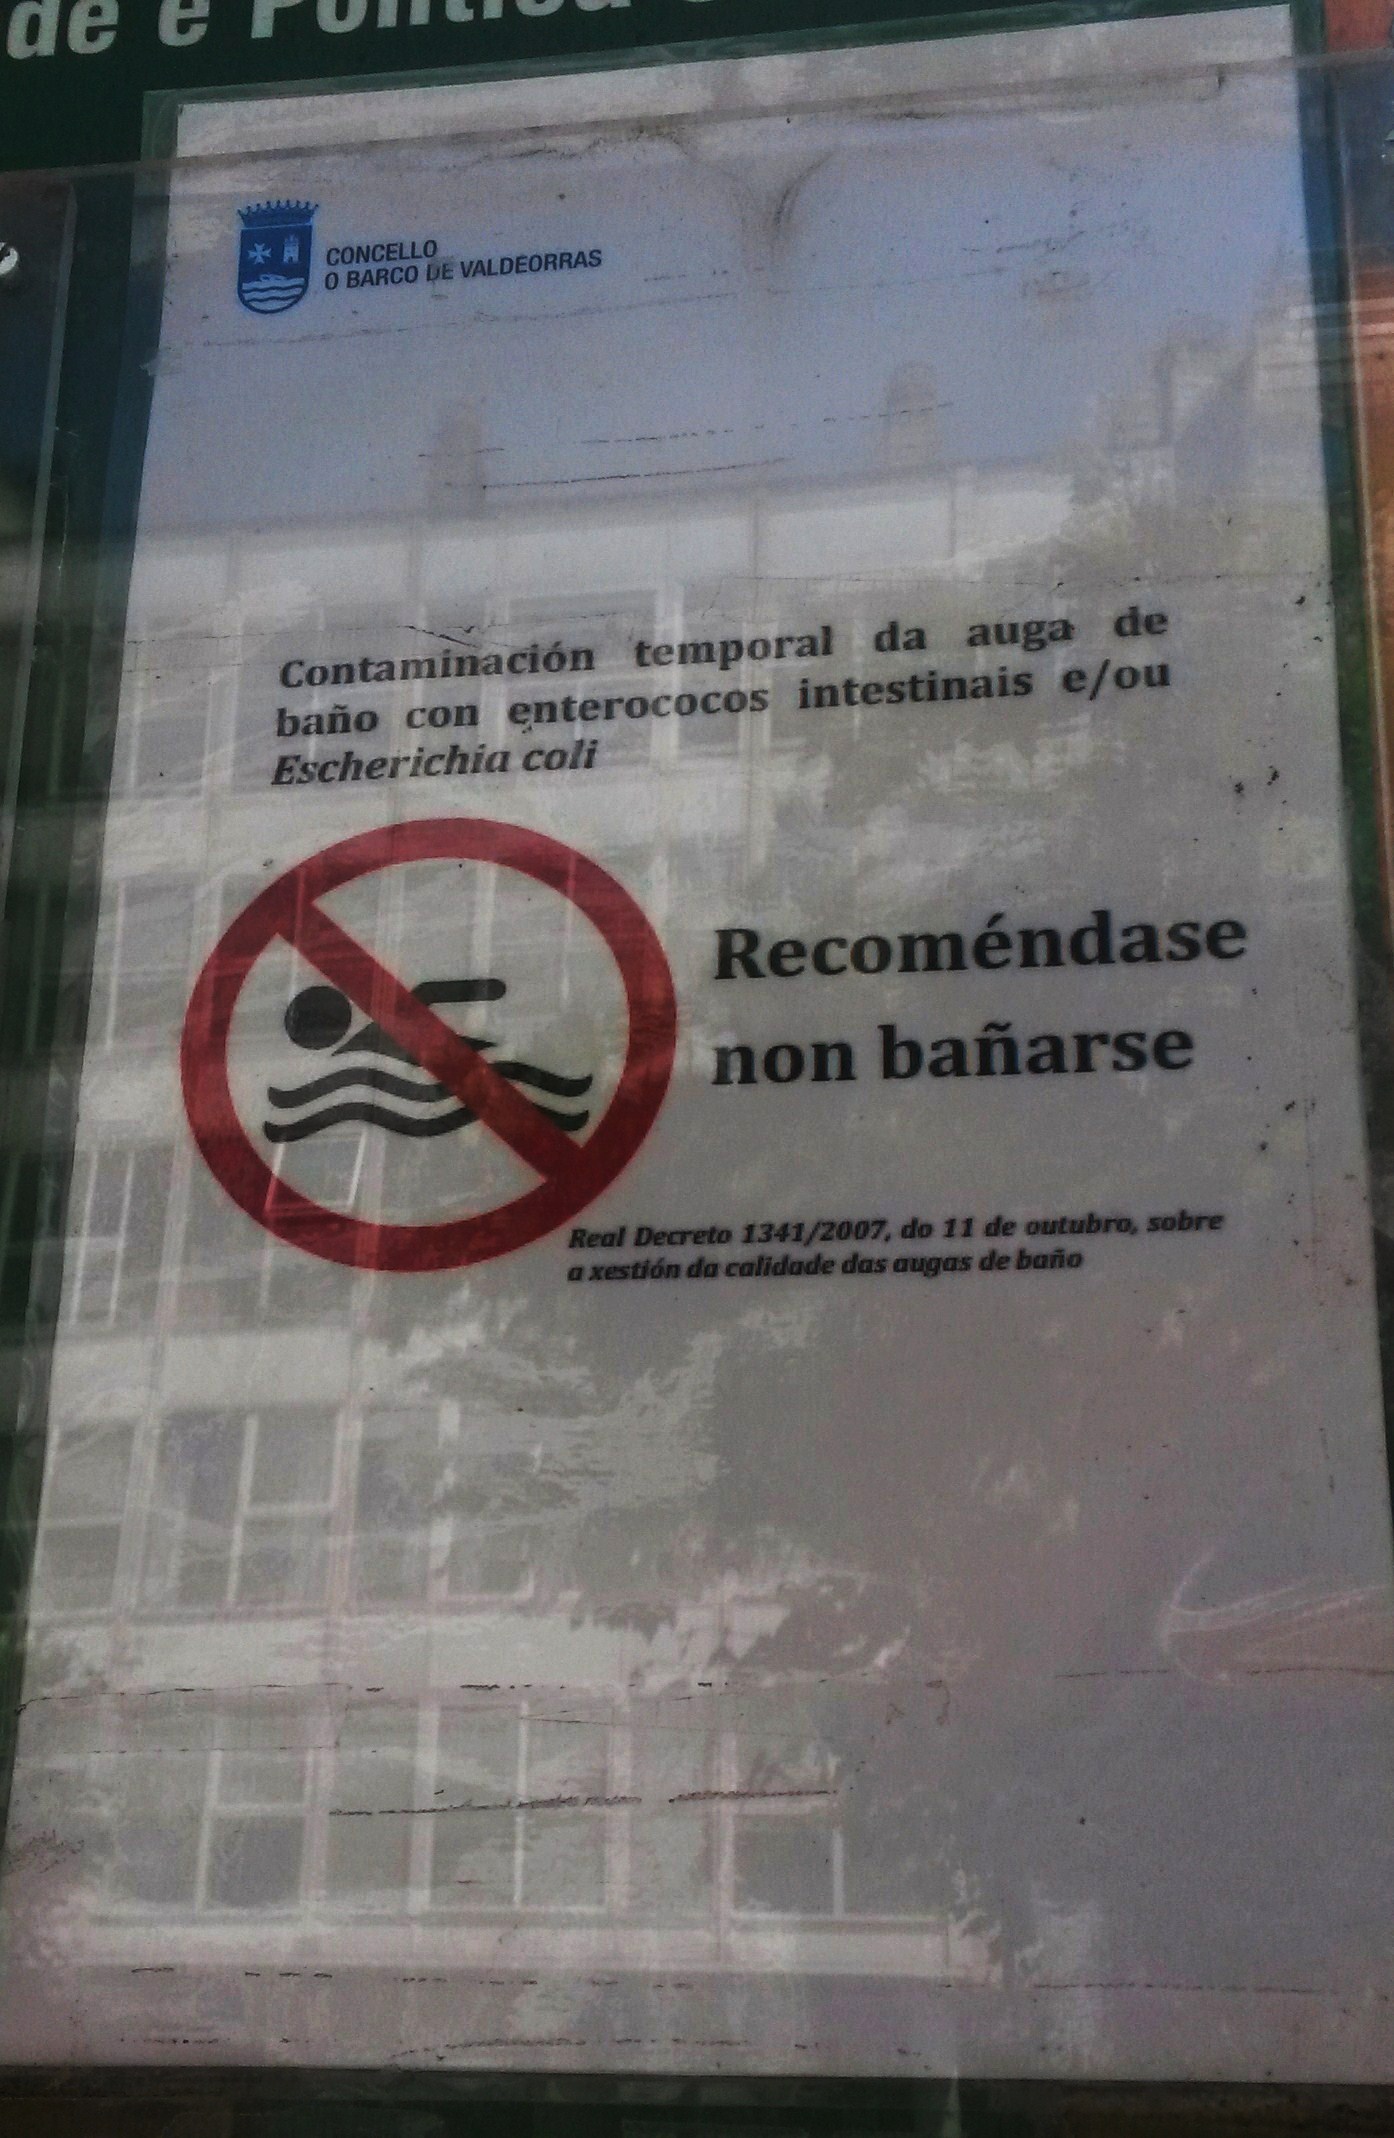 de e
CONCELLO
O BARCO DE VALDEORRAS
Contaminación temporal da auga de
baño con enterococos intestinais e/ou
Escherichia coli
Recoméndase
non bañarse
Real Decreto 1341/2007, do 11 de outubro, sobre
a xestión da calidade das augas de baño